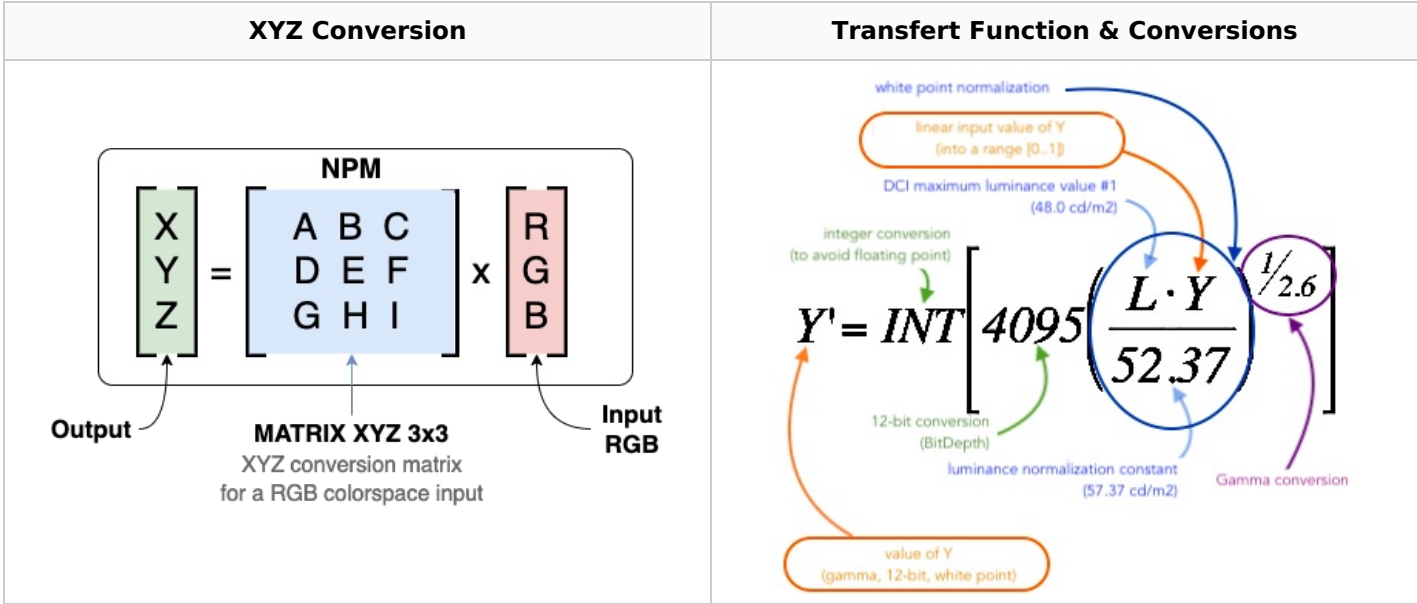 XYZ Conversion
NPM
X
Y
Z
=
A B C
D E F
G H I
x
R
G
B
Output
MATRIX XYZ 3x3
XYZ conversion matrix
for a RGB colorspace input
Input
RGB
Transfert Function & Conversions
white point normalization
linear input value of Y
(into a range [0..1])
DCI maximum luminance value #1
(48.0 cd/m2)
integer conversion
(to avoid floating point)
Y' = INT[4095(L · Y / 52.37)^1/2.6]
12-bit conversion
(BitDepth)
luminance normalization constant
(57.37 cd/m2)
Gamma conversion
value of Y
(gamma, 12-bit, white point)